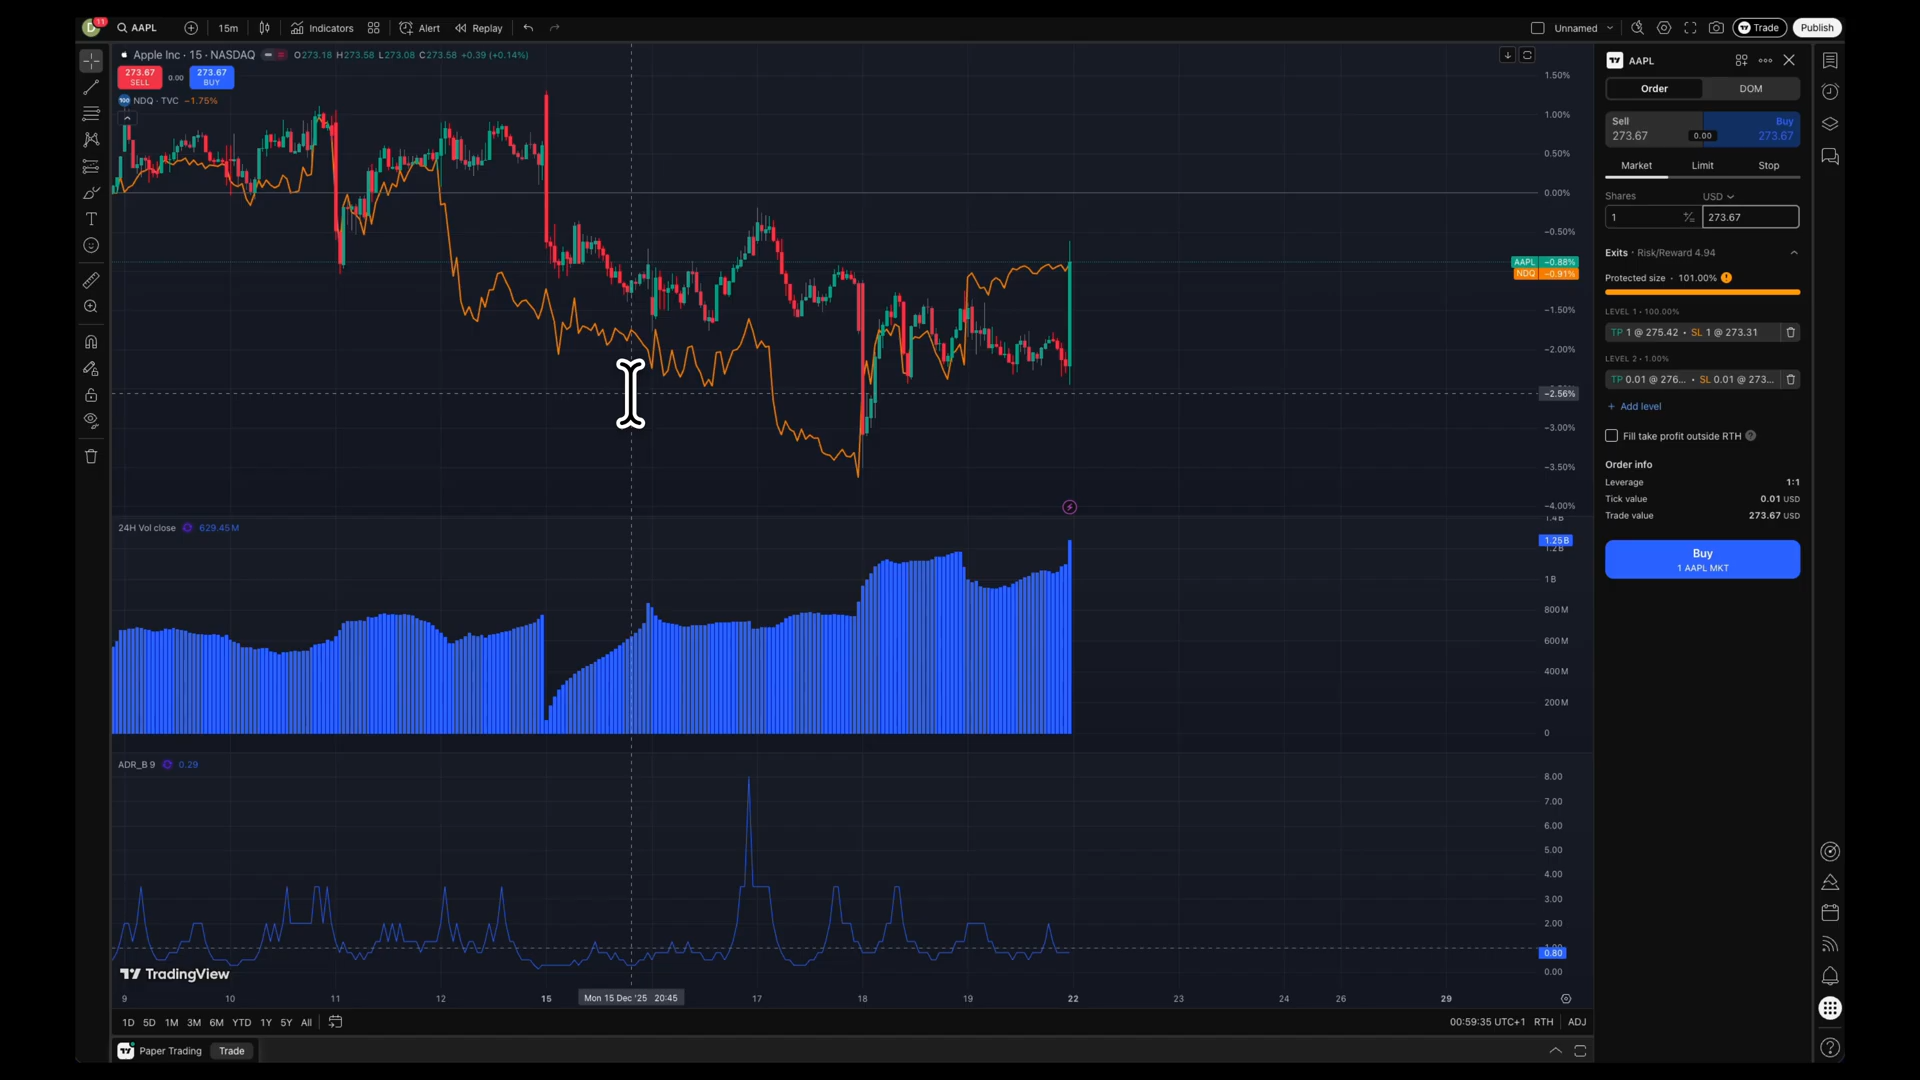 D 11 AAPL 15m Indicators Alert Replay Unnamed Trade Publish
Apple Inc · 15 · NASDAQ O273.18 H273.58 L273.08 C273.58 +0.39 (+0.14%)
273.67 SELL 0.00 273.67 BUY
100 NDQ · TVC −1.75%
1.50%
1.00%
0.50%
0.00%
−0.50%
AAPL −0.88%
NDQ −0.91%
−1.50%
−2.00%
−2.56%
−3.00%
−3.50%
−4.00%
24H Vol close 629.45M
1.4B
1.25B
1.2B
1B
800M
600M
400M
200M
0
ADR_B 9 0.29
8.00
7.00
6.00
5.00
4.00
3.00
2.00
1.00
0.80
0.00
TradingView
9 10 11 12 15 Mon 15 Dec '25 20:45 17 18 19 22 23 24 26 29
1D 5D 1M 3M 6M YTD 1Y 5Y All 00:59:35 UTC+1 RTH ADJ
Paper Trading Trade
AAPL
Order DOM
Sell Buy
273.67 0.00 273.67
Market Limit Stop
Shares USD
1 273.67
Exits · Risk/Reward 4.94
Protected size · 101.00%
LEVEL 1 · 100.00%
TP 1 @ 275.42 · SL 1 @ 273.31
LEVEL 2 · 1.00%
TP 0.01 @ 276... · SL 0.01 @ 273...
+ Add level
Fill take profit outside RTH
Order info
Leverage 1:1
Tick value 0.01 USD
Trade value 273.67 USD
Buy
1 AAPL MKT